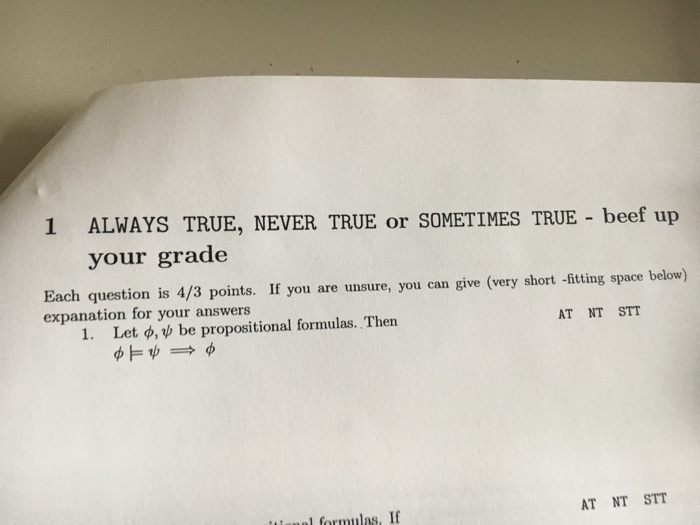 1 ALWAYS TRUE, NEVER TRUE or SOMETIMES TRUE - beef up
your grade
Each question is 4/3 points. If you are unsure, you can give (very short -fitting space below)
expanation for your answers
1. Let ϕ, ψ be propositional formulas. Then AT NT STT
ϕ ⊨ ψ ⟹ ϕ
AT NT STT
formulas. If